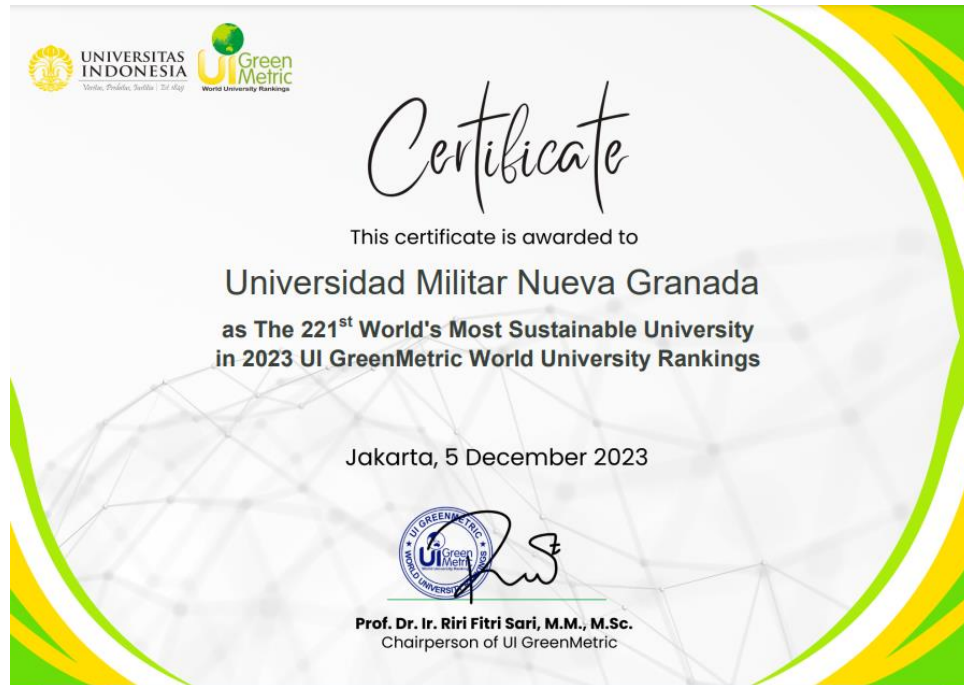 UNIVERSITAS
INDONESIA
Veritas, Probitas, Iustitia | Est 1849
UI Green
Metric
World University Rankings
Certificate
This certificate is awarded to
Universidad Militar Nueva Granada
as The 221st World's Most Sustainable University
in 2023 UI GreenMetric World University Rankings
Jakarta, 5 December 2023
UI GREENMETRIC
UI Green
Metric
World University Rankings
WORLD UNIVERSITY RANKINGS
Prof. Dr. Ir. Riri Fitri Sari, M.M., M.Sc.
Chairperson of UI GreenMetric